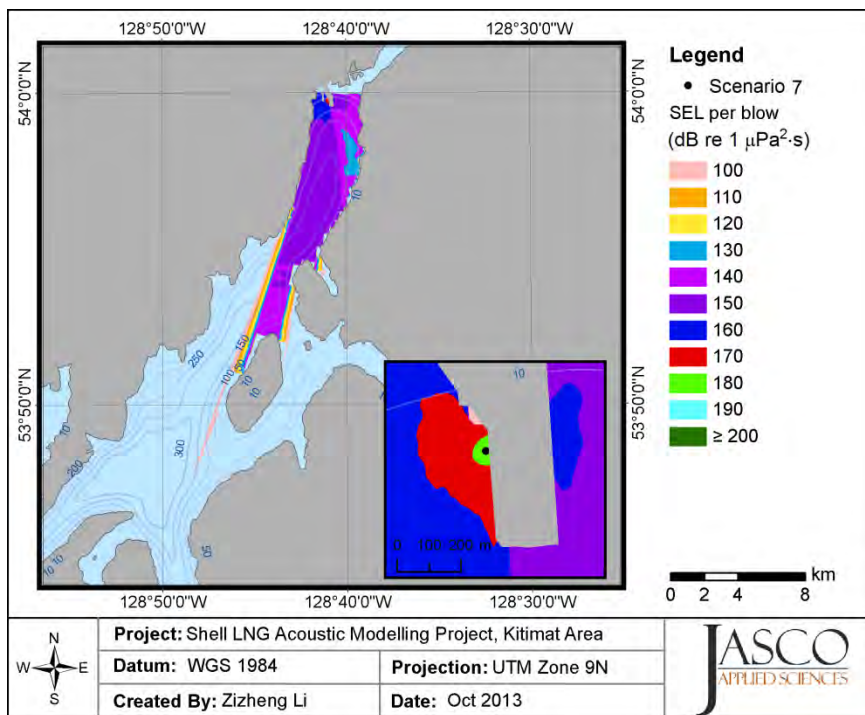 128°50'0"W 128°40'0"W 128°30'0"W
54°0'0"N
54°0'0"N
10
10
150
250
100
50
10
10
53°50'0"N
53°50'0"N
300
10
200
10 10
50
10
0 100 200 m
128°50'0"W 128°40'0"W 128°30'0"W
Legend
Scenario 7
SEL per blow
(dB re 1 µPa²·s)
100
110
120
130
140
150
160
170
180
190
≥ 200
km
0 2 4 8
N
W E
S
Project: Shell LNG Acoustic Modelling Project, Kitimat Area
Datum: WGS 1984
Projection: UTM Zone 9N
Created By: Zizheng Li
Date: Oct 2013
JASCO
APPLIED SCIENCES